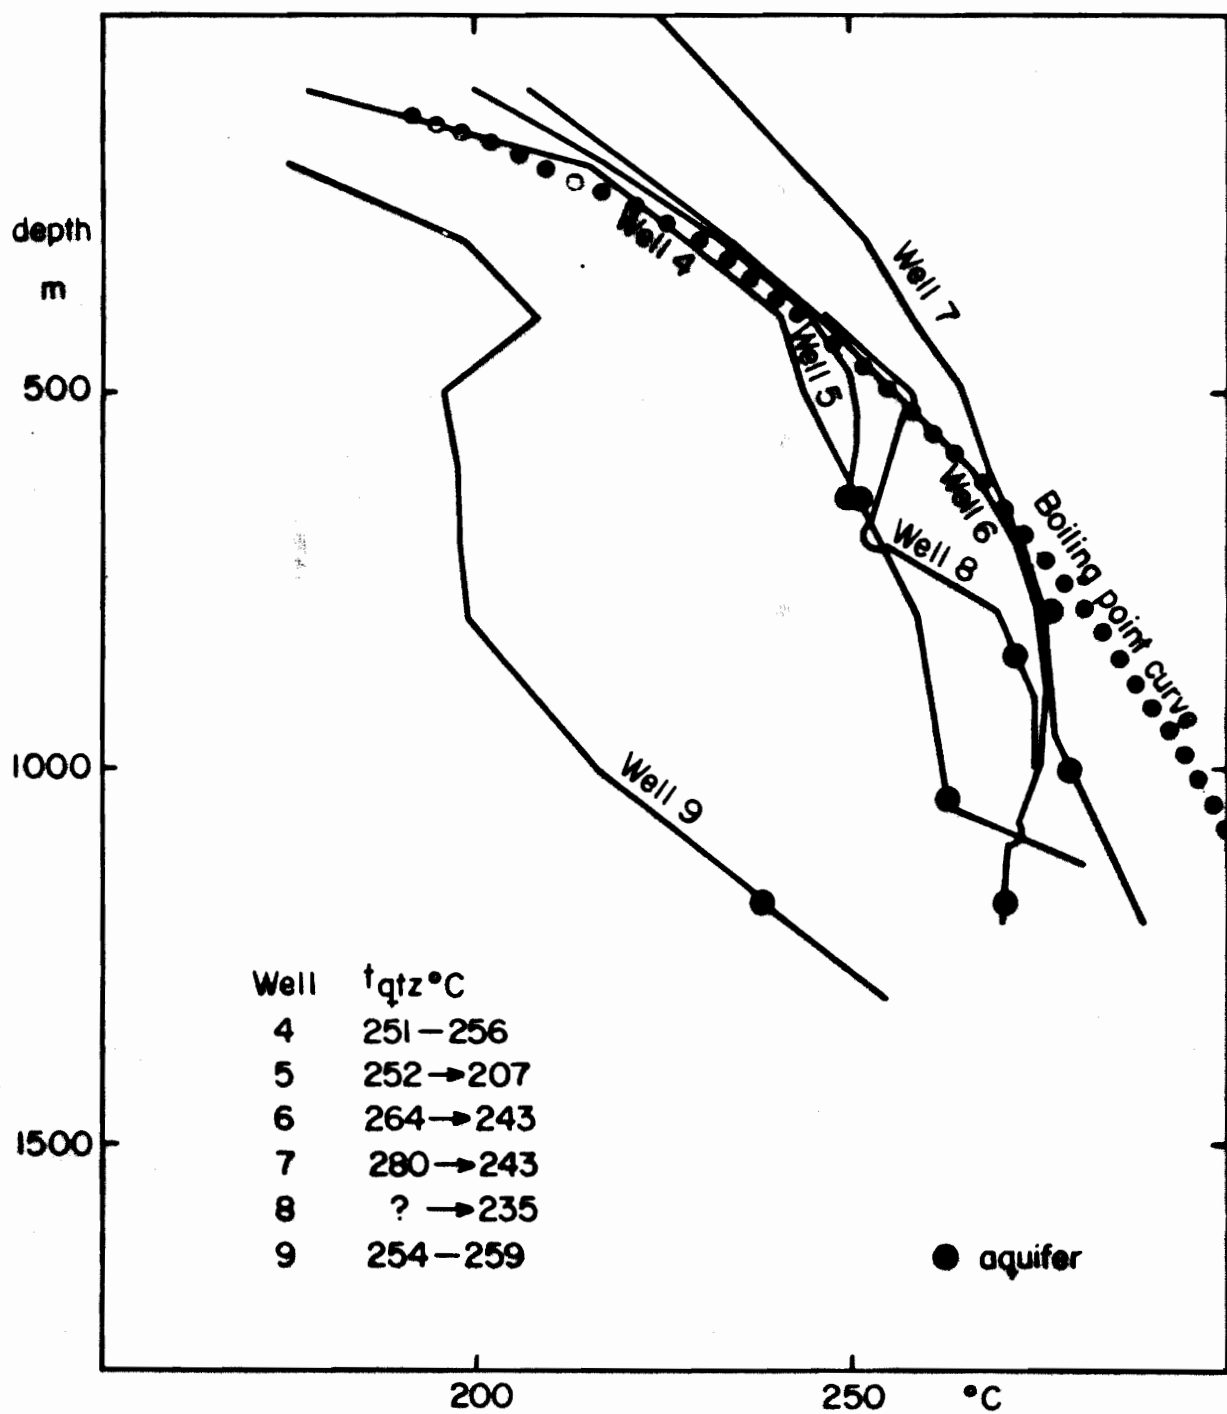 depth
m
500
1000
1500
200
250
°C
Well 4
Well 5
Well 6
Well 7
Well 8
Well 9
Boiling point curve
Well tqtz°C
4 251–256
5 252→207
6 264→243
7 280→243
8 ? →235
9 254–259
● aquifer